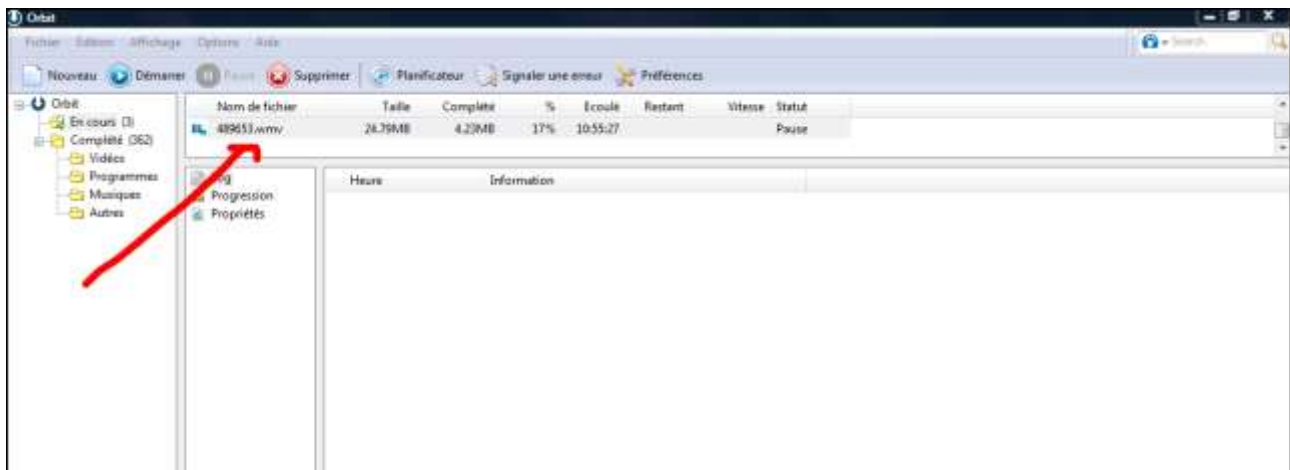 Orbit
Fichier Edition Affichage Options Aide
Search
Nouveau Démarrer Pause Supprimer Planificateur Signaler une erreur Préférences
Orbit
En cours (3)
Complété (362)
Vidéos
Programmes
Musiques
Autres
Nom de fichier Taille Complète % Ecoulé Restant Vitesse Statut
489653.wmv 24.79MB 4.23MB 17% 10:55:27 Pause
Progression
Propriétés
Heure Information